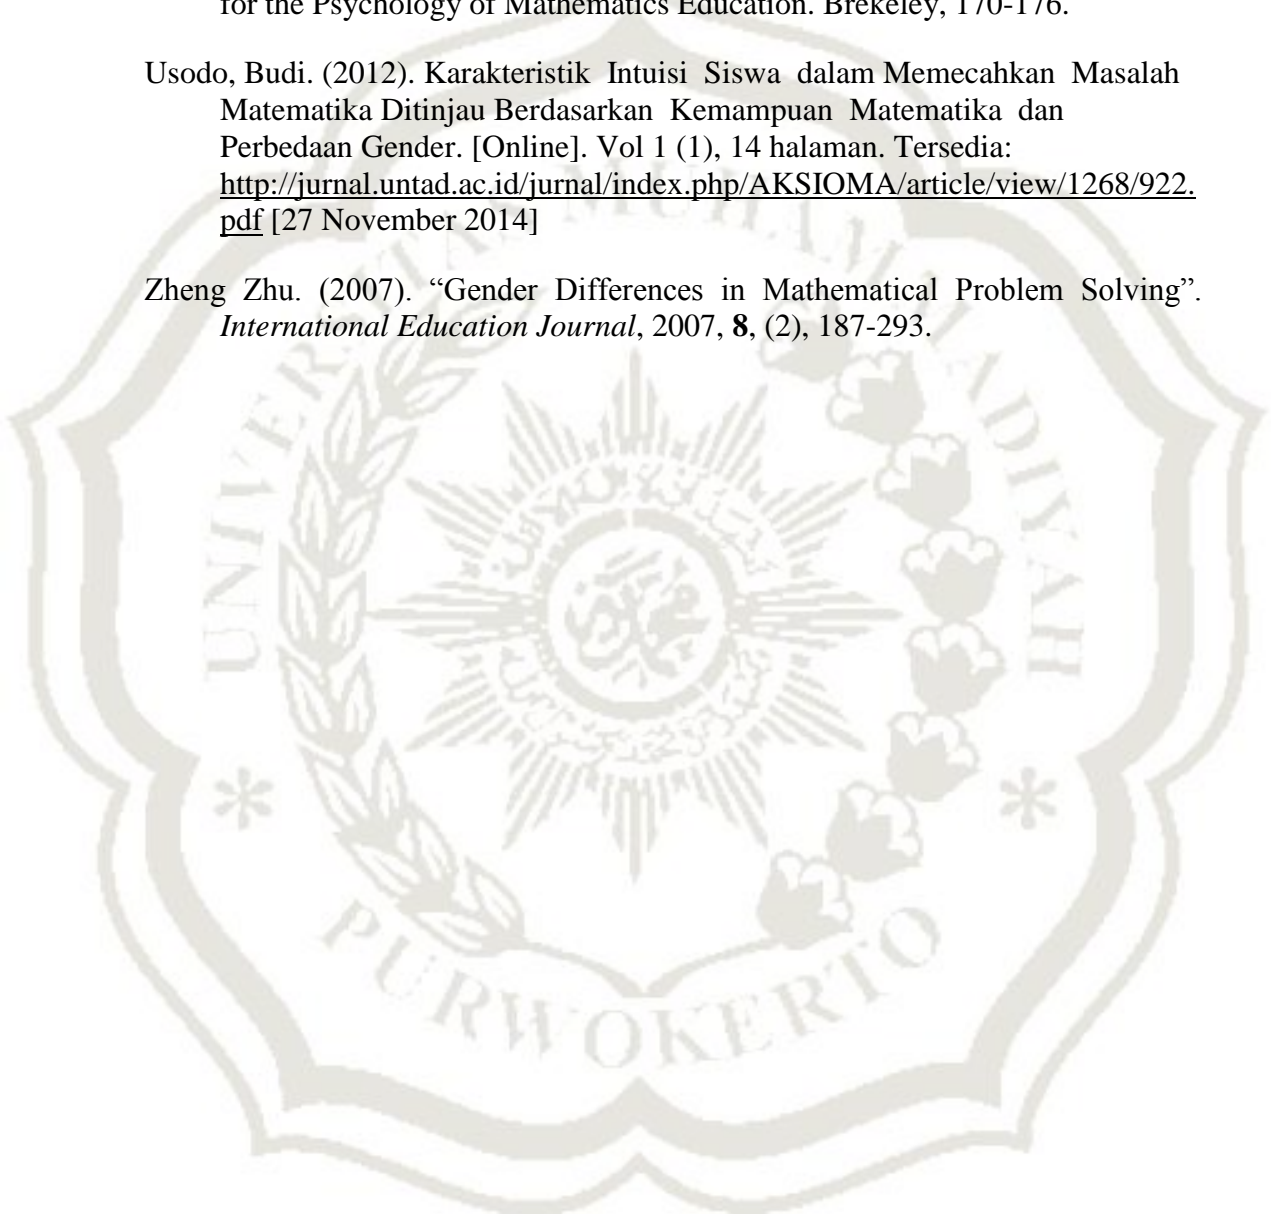 for the Psychology of Mathematics Education. Brekeley, 170-176.
Usodo, Budi. (2012). Karakteristik Intuisi Siswa dalam Memecahkan Masalah
Matematika Ditinjau Berdasarkan Kemampuan Matematika dan
Perbedaan Gender. [Online]. Vol 1 (1), 14 halaman. Tersedia:
http://jurnal.untad.ac.id/jurnal/index.php/AKSIOMA/article/view/1268/922.
pdf [27 November 2014]
Zheng Zhu. (2007). “Gender Differences in Mathematical Problem Solving”.
International Education Journal, 2007, 8, (2), 187-293.
UNIVERSITAS MUHAMMADIYAH
PURWOKERTO